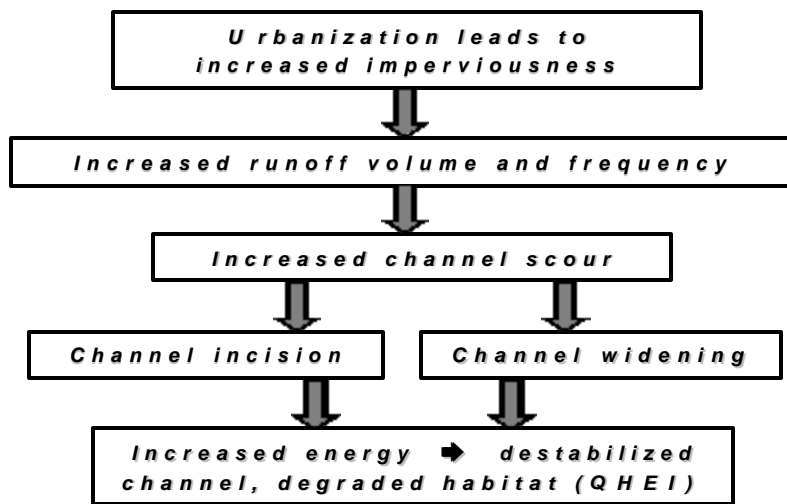 Urbanization leads to
increased imperviousness
Increased runoff volume and frequency
Increased channel scour
Channel incision
Channel widening
Increased energy ➡ destabilized
channel, degraded habitat (QHEI)